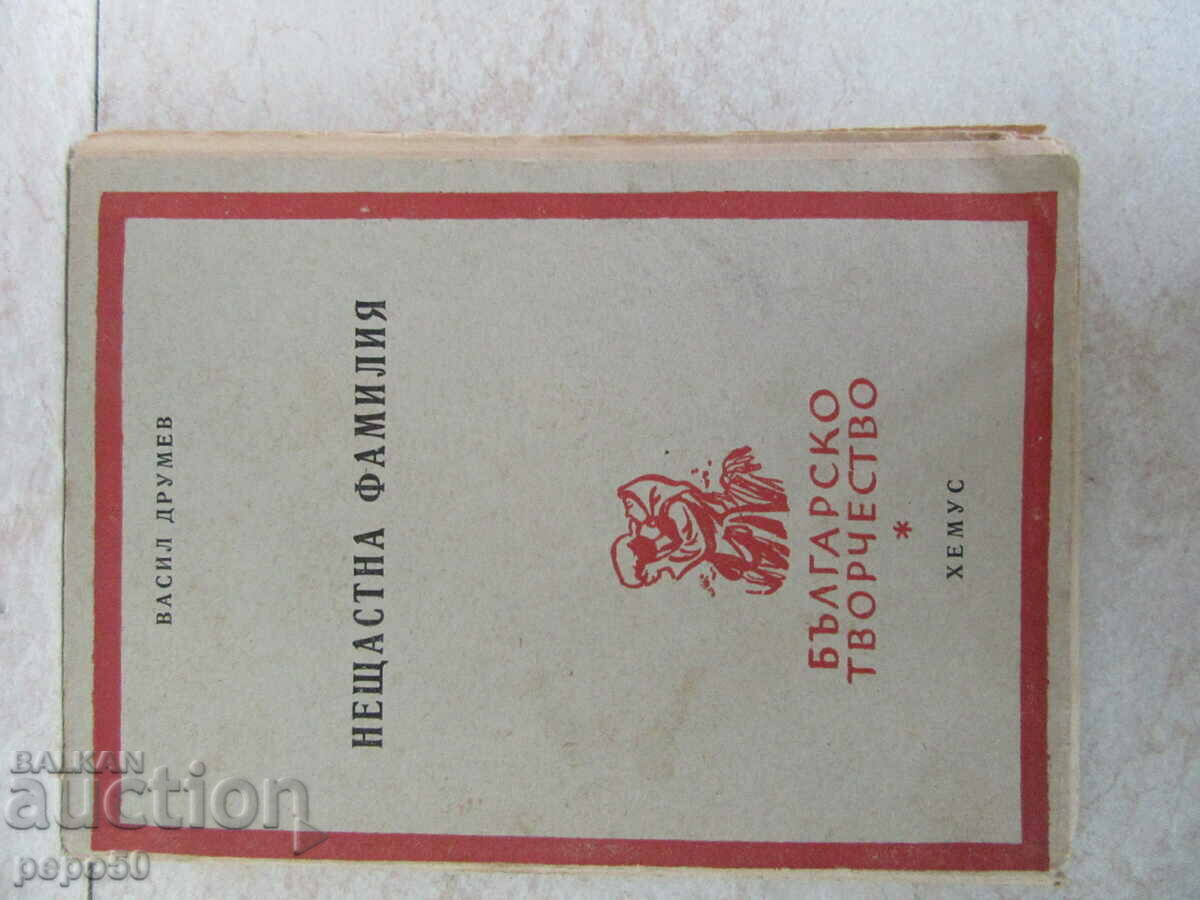 ВАСИЛ ДРУМЕВ
НЕЩАСТНА ФАМИЛИЯ
БЪЛГАРСКО
ТВОРЧЕСТВО
*
ХЕМУС
BALKAN
auction
pepo50